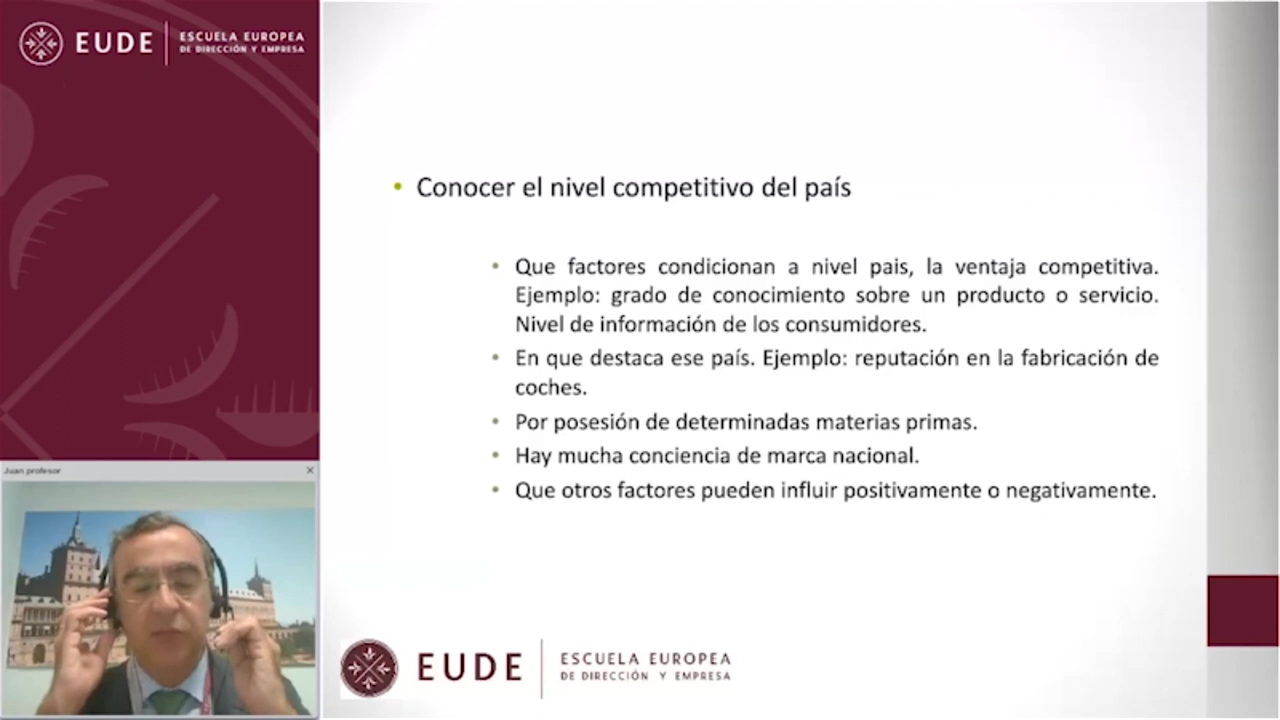 EUDE
ESCUELA EUROPEA
DE DIRECCIÓN Y EMPRESA
• Conocer el nivel competitivo del país
• Que factores condicionan a nivel pais, la ventaja competitiva.
Ejemplo: grado de conocimiento sobre un producto o servicio.
Nivel de información de los consumidores.
• En que destaca ese país. Ejemplo: reputación en la fabricación de
coches.
• Por posesión de determinadas materias primas.
• Hay mucha conciencia de marca nacional.
• Que otros factores pueden influir positivamente o negativamente.
Juan profesor
EUDE
ESCUELA EUROPEA
DE DIRECCIÓN Y EMPRESA